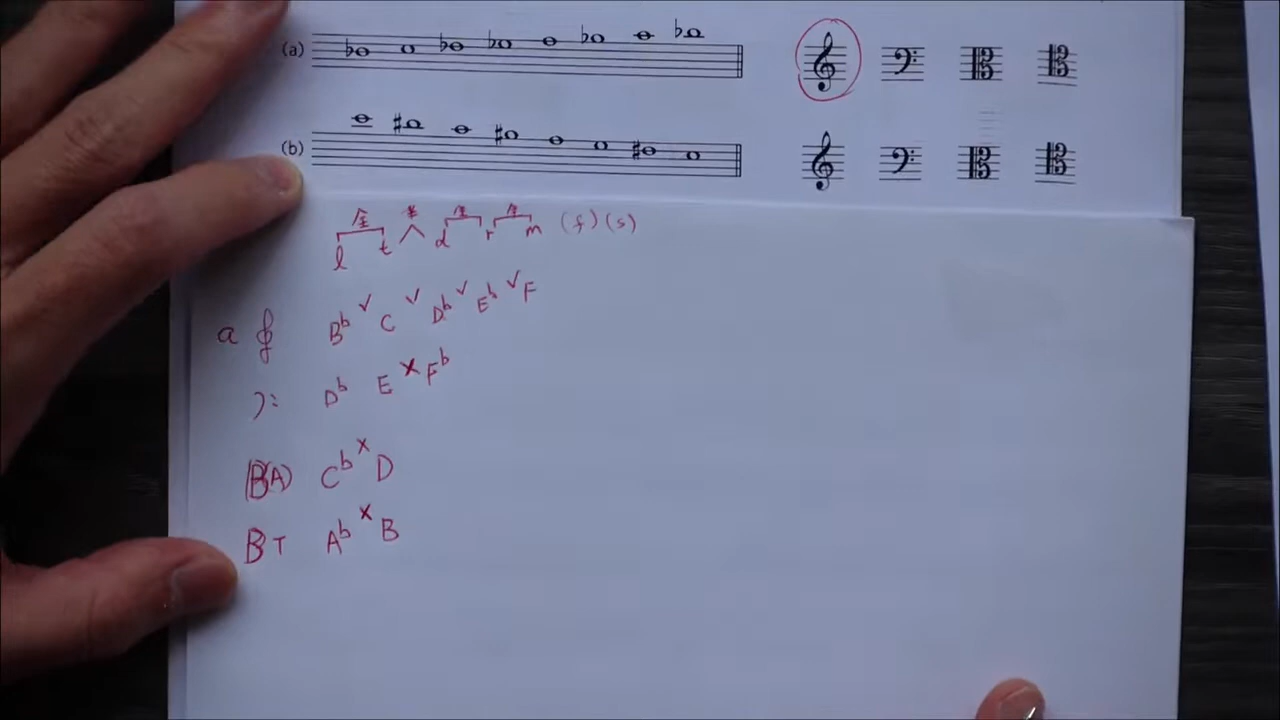 (a)
(b)
全 半 全 全
l t d r m (f) (s)
a B♭ ✓ C ✓ D♭ ✓ E♭ ✓ F
D♭ E × F♭
(A) C♭ × D
T A♭ × B